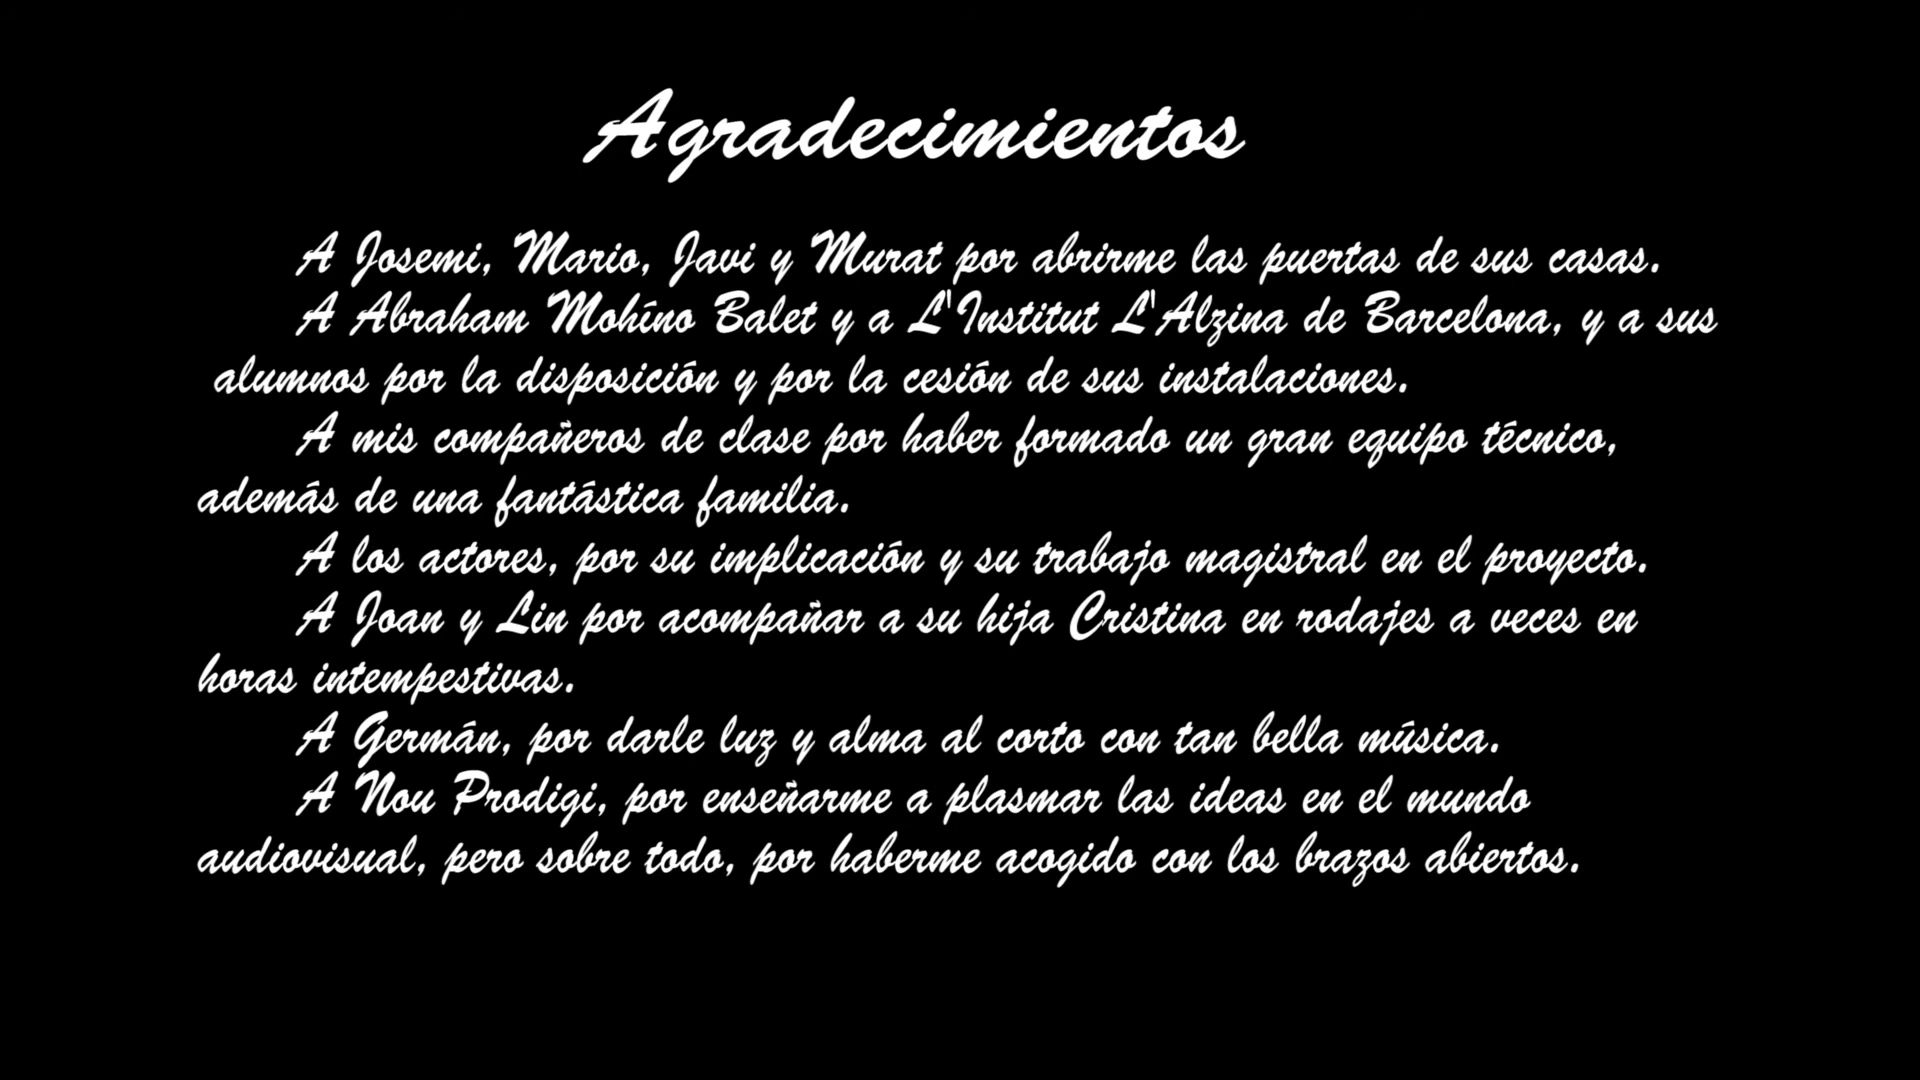 Agradecimientos
A Josemi, Mario, Javi y Murat por abrirme las puertas de sus casas.
A Abraham Mohíno Balet y a L'Institut L'Alzina de Barcelona, y a sus
alumnos por la disposición y por la cesión de sus instalaciones.
A mis compañeros de clase por haber formado un gran equipo técnico,
además de una fantástica familia.
A los actores, por su implicación y su trabajo magistral en el proyecto.
A Joan y Lin por acompañar a su hija Cristina en rodajes a veces en
horas intempestivas.
A Germán, por darle luz y alma al corto con tan bella música.
A Nou Prodigi, por enseñarme a plasmar las ideas en el mundo
audiovisual, pero sobre todo, por haberme acogido con los brazos abiertos.